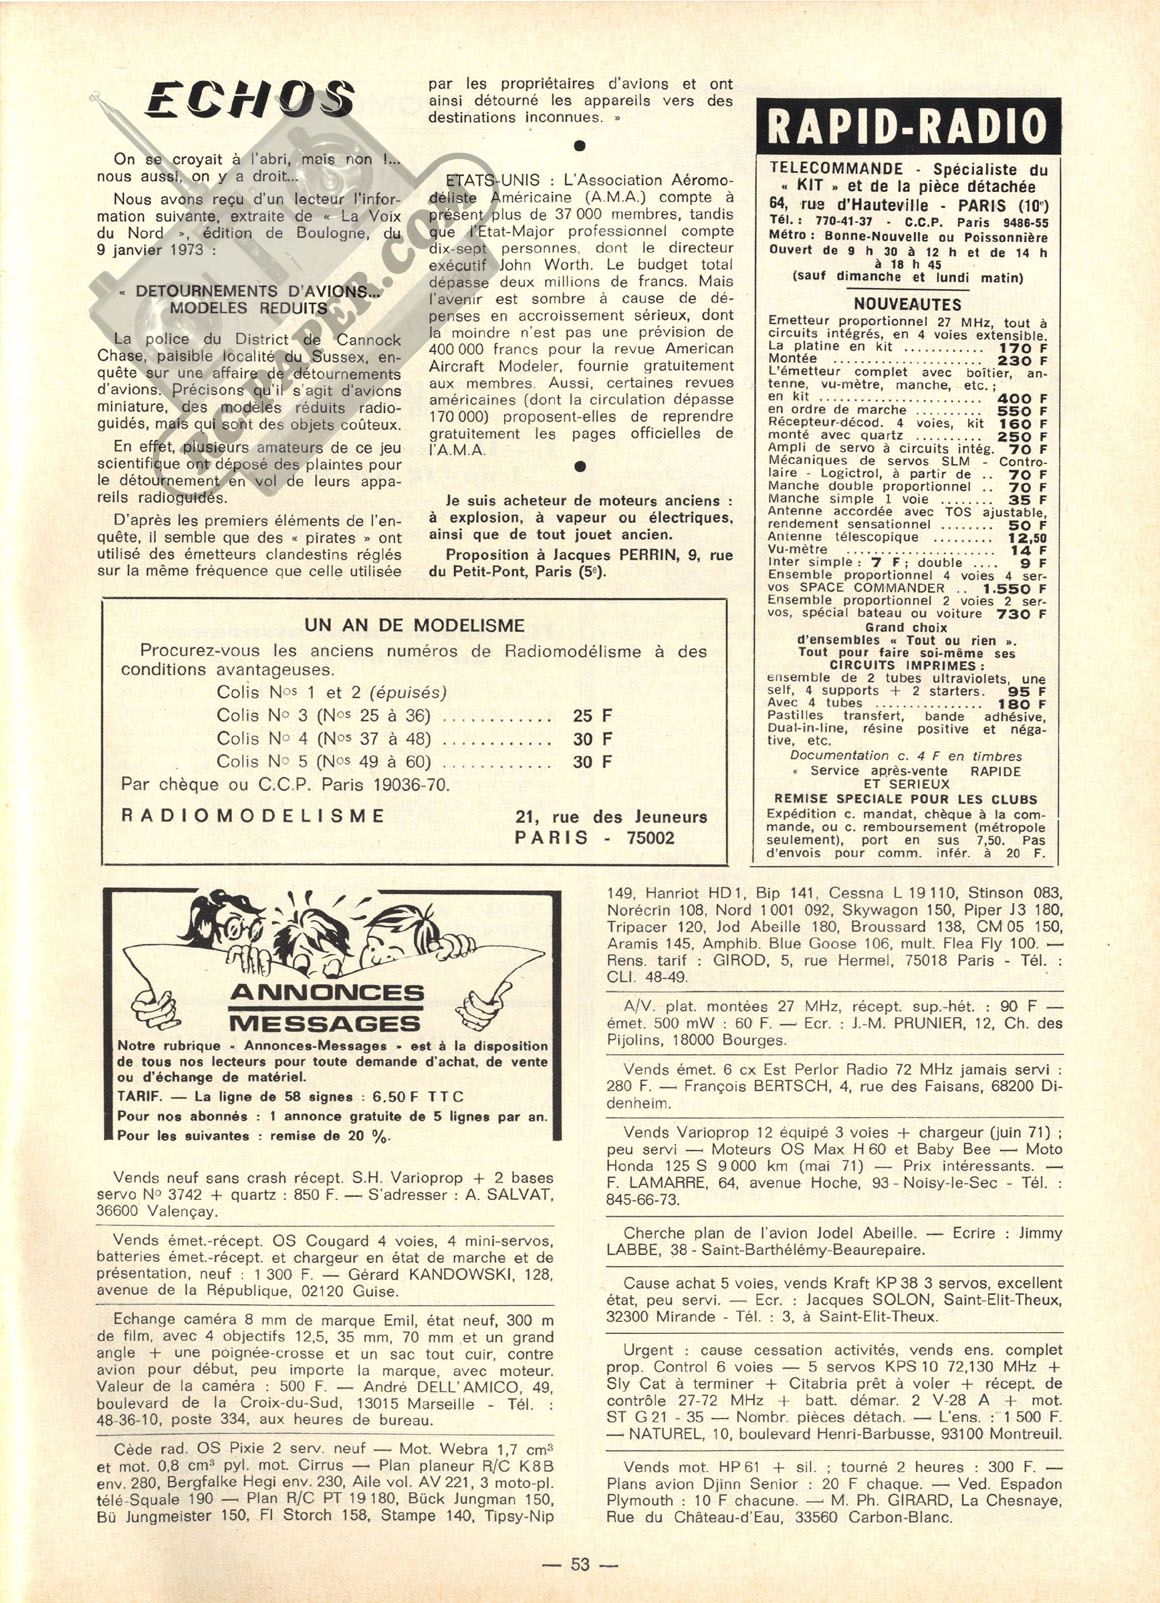 ECHOS
On se croyait à l'abri, mais non !...
nous aussi, on y a droit...
Nous avons reçu d'un lecteur l'infor-
mation suivante, extraite de « La Voix
du Nord », édition de Boulogne, du
9 janvier 1973 :
« DETOURNEMENTS D'AVIONS...
MODELES REDUITS
La police du District de Cannock
Chase, paisible localité du Sussex, en-
quête sur une affaire de détournements
d'avions. Précisons qu'il s'agit d'avions
miniature, des modèles réduits radio-
guidés, mais qui sont des objets coûteux.
En effet, plusieurs amateurs de ce jeu
scientifique ont déposé des plaintes pour
le détournement en vol de leurs appa-
reils radioguidés.
D'après les premiers éléments de l'en-
quête, il semble que des « pirates » ont
utilisé des émetteurs clandestins réglés
sur la même fréquence que celle utilisée
par les propriétaires d'avions et ont
ainsi détourné les appareils vers des
destinations inconnues. »
ETATS-UNIS : L'Association Aéromo-
déliste Américaine (A.M.A.) compte à
présent plus de 37 000 membres, tandis
que l'Etat-Major professionnel compte
dix-sept personnes, dont le directeur
exécutif John Worth. Le budget total
dépasse deux millions de francs. Mais
l'avenir est sombre à cause de dé-
penses en accroissement sérieux, dont
la moindre n'est pas une prévision de
400 000 francs pour la revue American
Aircraft Modeler, fournie gratuitement
aux membres. Aussi, certaines revues
américaines (dont la circulation dépasse
170 000) proposent-elles de reprendre
gratuitement les pages officielles de
l'A.M.A.
Je suis acheteur de moteurs anciens :
à explosion, à vapeur ou électriques,
ainsi que de tout jouet ancien.
Proposition à Jacques PERRIN, 9, rue
du Petit-Pont, Paris (5e).
RCPAPER.COM
RAPID-RADIO
TELECOMMANDE - Spécialiste du
« KIT » et de la pièce détachée
64, rue d'Hauteville - PARIS (10e)
Tél. : 770-41-37 - C.C.P. Paris 9486-55
Métro : Bonne-Nouvelle ou Poissonnière
Ouvert de 9 h 30 à 12 h et de 14 h
à 18 h 45
(sauf dimanche et lundi matin)
NOUVEAUTES
Emetteur proportionnel 27 MHz, tout à
circuits intégrés, en 4 voies extensible.
La platine en kit ............ 170 F
Montée ...................... 230 F
L'émetteur complet avec boîtier, an-
tenne, vu-mètre, manche, etc. ;
en kit ........................ 400 F
en ordre de marche ......... 550 F
Récepteur-décod. 4 voies, kit 160 F
monté avec quartz .......... 250 F
Ampli de servo à circuits intég. 70 F
Mécaniques de servos SLM - Contro-
laire - Logictrol, à partir de .. 70 F
Manche double proportionnel .. 70 F
Manche simple 1 voie ........ 35 F
Antenne accordée avec TOS ajustable,
rendement sensationnel ........ 50 F
Antenne télescopique ......... 12,50
Vu-mètre ...................... 14 F
Inter simple : 7 F ; double .... 9 F
Ensemble proportionnel 4 voies 4 ser-
vos SPACE COMMANDER .. 1.550 F
Ensemble proportionnel 2 voies 2 ser-
vos, spécial bateau ou voiture 730 F
Grand choix
d'ensembles « Tout ou rien ».
Tout pour faire soi-même ses
CIRCUITS IMPRIMES :
ensemble de 2 tubes ultraviolets, une
self, 4 supports + 2 starters. 95 F
Avec 4 tubes ................ 180 F
Pastilles transfert, bande adhésive,
Dual-in-line, résine positive et néga-
tive, etc.
Documentation c. 4 F en timbres
« Service après-vente RAPIDE
ET SERIEUX
REMISE SPECIALE POUR LES CLUBS
Expédition c. mandat, chèque à la com-
mande, ou c. remboursement (métropole
seulement), port en sus 7,50. Pas
d'envois pour comm. infér. à 20 F.
UN AN DE MODELISME
Procurez-vous les anciens numéros de Radiomodélisme à des
conditions avantageuses.
Colis Nos 1 et 2 (épuisés)
Colis No 3 (Nos 25 à 36) ............ 25 F
Colis No 4 (Nos 37 à 48) ............ 30 F
Colis No 5 (Nos 49 à 60) ............ 30 F
Par chèque ou C.C.P. Paris 19036-70.
RADIOMODELISME 21, rue des Jeuneurs
PARIS - 75002
ANNONCES
MESSAGES
Notre rubrique « Annonces-Messages » est à la disposition
de tous nos lecteurs pour toute demande d'achat, de vente
ou d'échange de matériel.
TARIF. — La ligne de 58 signes : 6,50 F TTC
Pour nos abonnés : 1 annonce gratuite de 5 lignes par an.
Pour les suivantes : remise de 20 %.
Vends neuf sans crash récept. S.H. Varioprop + 2 bases
servo No 3742 + quartz : 850 F. — S'adresser : A. SALVAT,
36600 Valençay.
Vends émet.-récept. OS Cougard 4 voies, 4 mini-servos,
batteries émet.-récept. et chargeur en état de marche et de
présentation, neuf : 1 300 F. — Gérard KANDOWSKI, 128,
avenue de la République, 02120 Guise.
Echange caméra 8 mm de marque Emil, état neuf, 300 m
de film, avec 4 objectifs 12,5, 35 mm, 70 mm et un grand
angle + une poignée-crosse et un sac tout cuir, contre
avion pour début, peu importe la marque, avec moteur.
Valeur de la caméra : 500 F. — André DELL'AMICO, 49,
boulevard de la Croix-du-Sud, 13015 Marseille - Tél. :
48-36-10, poste 334, aux heures de bureau.
Cède rad. OS Pixie 2 serv. neuf — Mot. Webra 1,7 cm3
et mot. 0,8 cm3 pyl. mot. Cirrus — Plan planeur R/C K8B
env. 280, Bergfalke Hegi env. 230, Aile vol. AV 221, 3 moto-pl.
télé-Squale 190 — Plan R/C PT 19 180, Bück Jungman 150,
Bü Jungmeister 150, Fl Storch 158, Stampe 140, Tipsy-Nip
149, Hanriot HD1, Bip 141, Cessna L 19 110, Stinson 083,
Norécrin 108, Nord 1 001 092, Skywagon 150, Piper J3 180,
Tripacer 120, Jod Abeille 180, Broussard 138, CM 05 150,
Aramis 145, Amphib. Blue Goose 106, mult. Flea Fly 100. —
Rens. tarif : GIROD, 5, rue Hermel, 75018 Paris - Tél. :
CLI. 48-49.
A/V. plat. montées 27 MHz, récept. sup.-hét. : 90 F —
émet. 500 mW : 60 F. — Ecr. : J.-M. PRUNIER, 12, Ch. des
Pijolins, 18000 Bourges.
Vends émet. 6 cx Est Perlor Radio 72 MHz jamais servi :
280 F. — François BERTSCH, 4, rue des Faisans, 68200 Di-
denheim.
Vends Varioprop 12 équipé 3 voies + chargeur (juin 71) ;
peu servi — Moteurs OS Max H 60 et Baby Bee — Moto
Honda 125 S 9 000 km (mai 71) — Prix intéressants. —
F. LAMARRE, 64, avenue Hoche, 93 - Noisy-le-Sec - Tél. :
845-66-73.
Cherche plan de l'avion Jodel Abeille. — Ecrire : Jimmy
LABBE, 38 - Saint-Barthélémy-Beaurepaire.
Cause achat 5 voies, vends Kraft KP 38 3 servos, excellent
état, peu servi. — Ecr. : Jacques SOLON, Saint-Elit-Theux,
32300 Mirande - Tél. : 3, à Saint-Elit-Theux.
Urgent : cause cessation activités, vends ens. complet
prop. Control 6 voies — 5 servos KPS 10 72,130 MHz +
Sly Cat à terminer + Citabria prêt à voler + récept. de
contrôle 27-72 MHz + batt. démar. 2 V-28 A + mot.
ST G 21 - 35 — Nombr. pièces détach. — L'ens. : 1 500 F.
— NATUREL, 10, boulevard Henri-Barbusse, 93100 Montreuil.
Vends mot. HP 61 + sil. ; tourné 2 heures : 300 F. —
Plans avion Djinn Senior : 20 F chaque. — Ved. Espadon
Plymouth : 10 F chacune. — M. Ph. GIRARD, La Chesnaye,
Rue du Château-d'Eau, 33560 Carbon-Blanc.
— 53 —